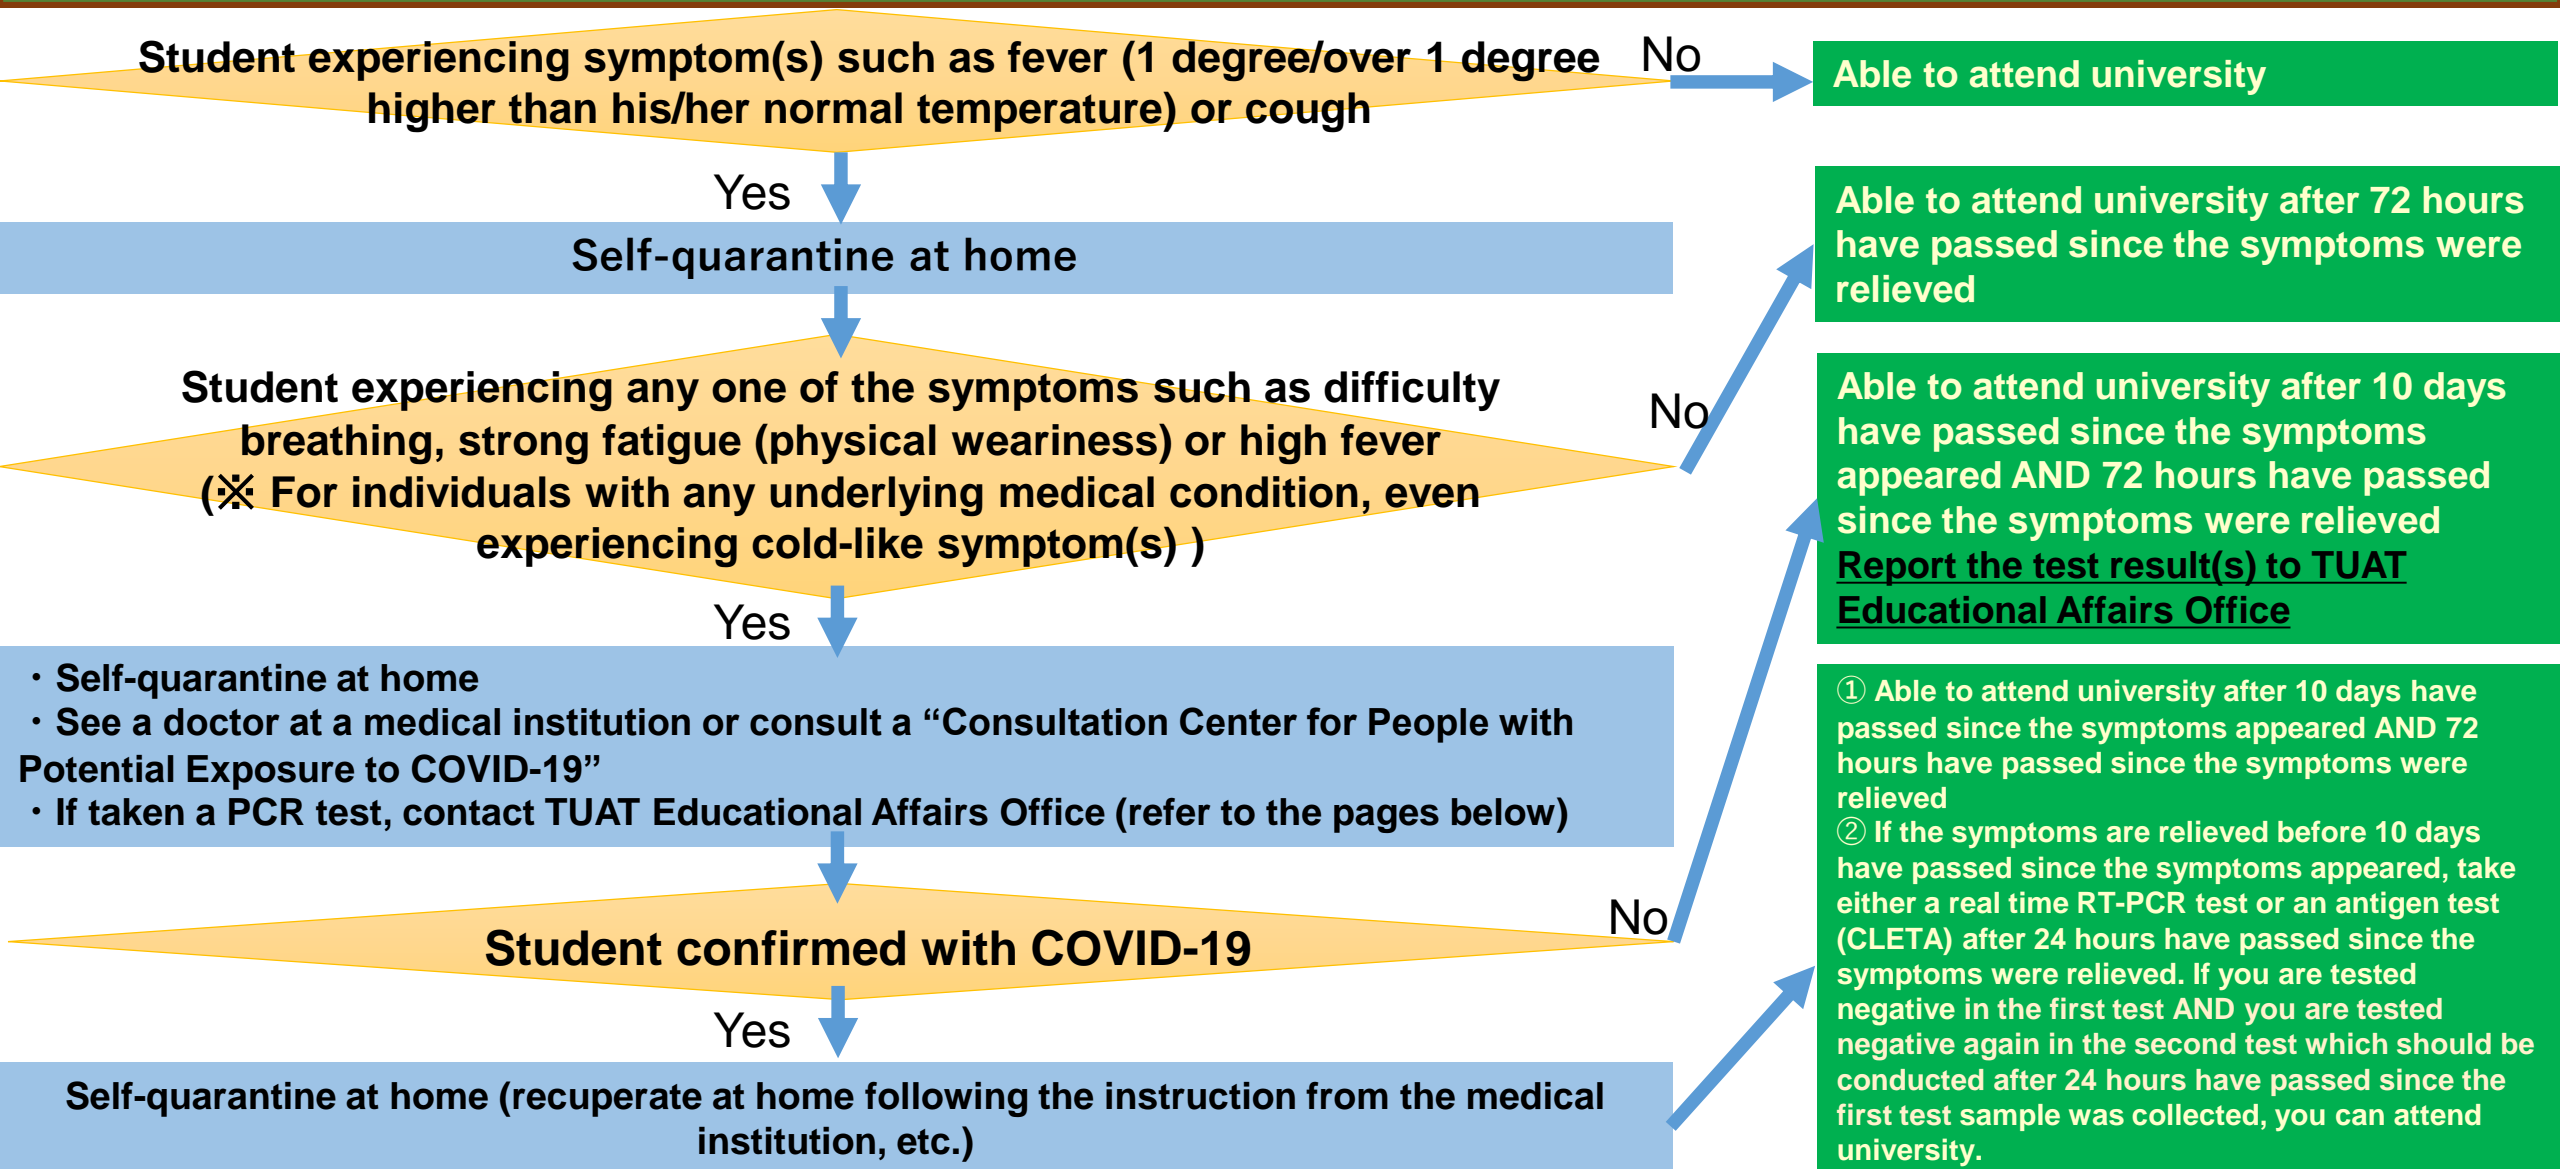 Student experiencing symptom(s) such as fever (1 degree/over 1 degree
higher than his/her normal temperature) or cough
No
Able to attend university
Yes
Self-quarantine at home
Able to attend university after 72 hours
have passed since the symptoms were
relieved
Student experiencing any one of the symptoms such as difficulty
breathing, strong fatigue (physical weariness) or high fever
(※ For individuals with any underlying medical condition, even
experiencing cold-like symptom(s) )
No
Able to attend university after 10 days
have passed since the symptoms
appeared AND 72 hours have passed
since the symptoms were relieved
Report the test result(s) to TUAT
Educational Affairs Office
Yes
・Self-quarantine at home
・See a doctor at a medical institution or consult a “Consultation Center for People with
Potential Exposure to COVID-19”
・If taken a PCR test, contact TUAT Educational Affairs Office (refer to the pages below)
Student confirmed with COVID-19
No
Yes
Self-quarantine at home (recuperate at home following the instruction from the medical
institution, etc.)
① Able to attend university after 10 days have
passed since the symptoms appeared AND 72
hours have passed since the symptoms were
relieved
② If the symptoms are relieved before 10 days
have passed since the symptoms appeared, take
either a real time RT-PCR test or an antigen test
(CLETA) after 24 hours have passed since the
symptoms were relieved. If you are tested
negative in the first test AND you are tested
negative again in the second test which should be
conducted after 24 hours have passed since the
first test sample was collected, you can attend
university.